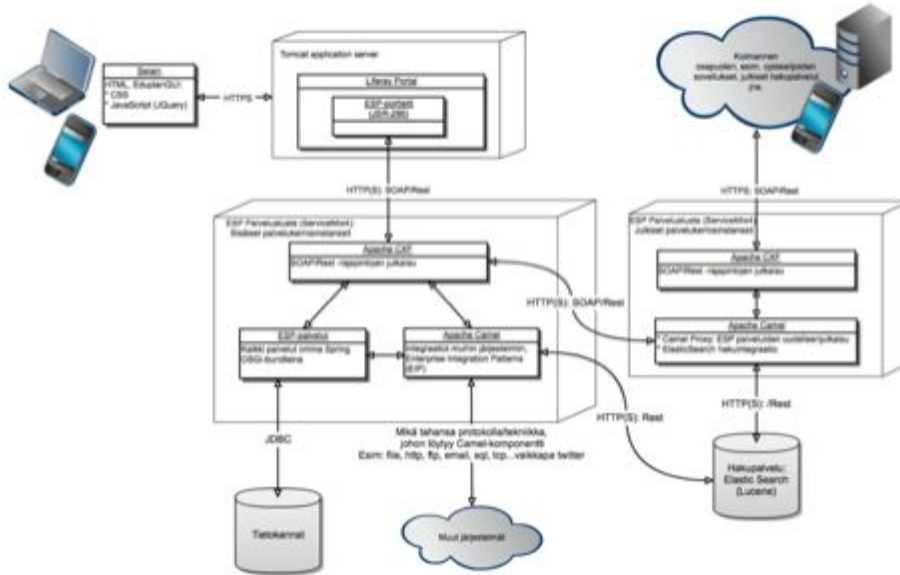 Selain
HTML, EduplanGUI:
* CSS
* JavaScript (JQuery)
HTTPS
Tomcat application server
Liferay Portal
ESP-portletit
(JSR-286)
Kolmannen
osapuolen, esim. opiskelijoiden
sovellukset, julkiset hakupalvelut
jne.
HTTP(S): SOAP/Rest
HTTPS: SOAP/Rest
ESP Palvelualusta (ServiceMix4):
Sisäiset palvelukerrosinstanssit
Apache CXF
SOAP/Rest -rajapintojen julkaisu
ESP-palvelut
Kaikki palvelut omina Spring
OSGi-bundleina
Apache Camel
Integraatiot muihin järjestelmiin,
Enterprise Integration Patterns
(EIP)
HTTP(S): SOAP/Rest
ESP Palvelualusta (ServiceMix4):
Julkiset palvelukerrosinstanssit
Apache CXF
SOAP/Rest -rajapintojen julkaisu
Apache Camel
* Camel Proxy: ESP palveluiden uudelleenjulkaisu
* ElasticSearch hakuintegraatio
JDBC
Mikä tahansa protokolla/tekniikka,
johon löytyy Camel-komponentti
Esim: file, http, ftp, email, sql, tcp...vaikkapa twitter
HTTP(S): Rest
HTTP(S): /Rest
Tietokannat
Muut järjestelmät
Hakupalvelu:
Elastic Search
(Lucene)